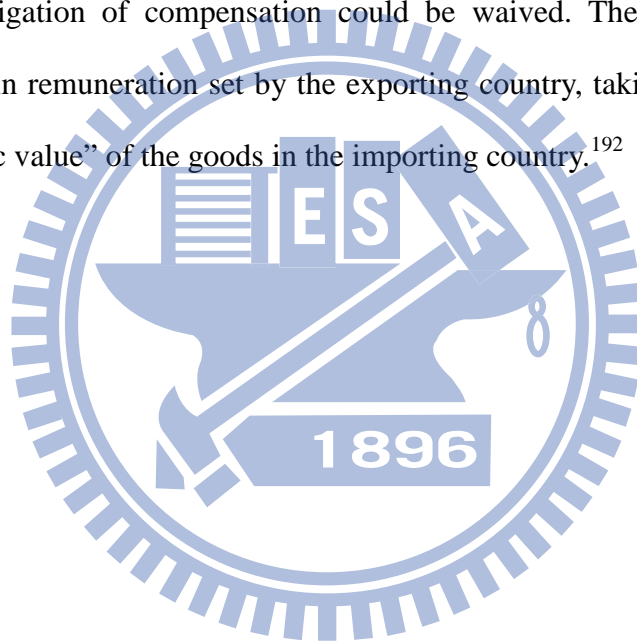 igation of compensation could be waived. The
in remuneration set by the exporting country, taki
c value” of the goods in the importing country.192
E S A
1896